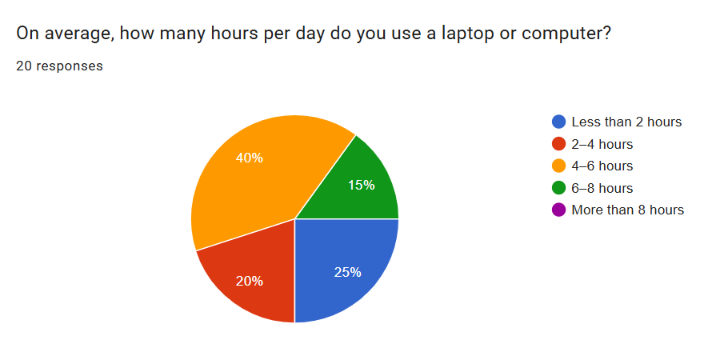 On average, how many hours per day do you use a laptop or computer?
20 responses
40%
15%
20%
25%
Less than 2 hours
2–4 hours
4–6 hours
6–8 hours
More than 8 hours